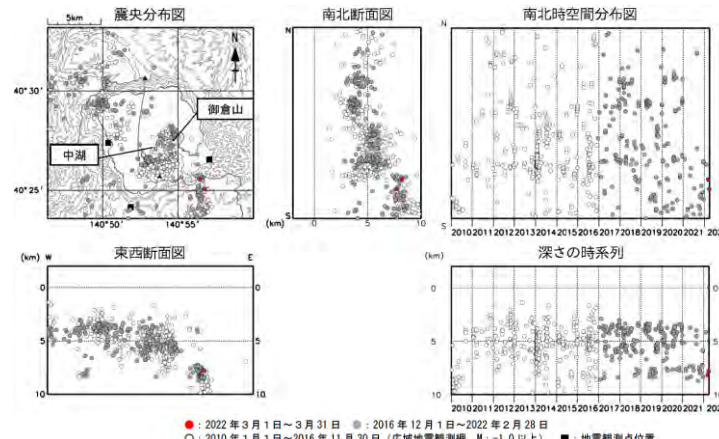 震央分布図
5km
N
40°30'
40°25'
140°50'
140°55'
御倉山
中湖
南北断面図
N
S
0
5
10
(km)
南北時空間分布図
N
S
2010 2011 2012 2013 2014 2015 2016 2017 2018 2019 2020 2021 202
東西断面図
(km) W
E
0
5
10
0
5
10
深さの時系列
(km)
0
5
10
0
5
10
2010 2011 2012 2013 2014 2015 2016 2017 2018 2019 2020 2021 202
●：2022年3月1日～3月31日 ●：2016年12月1日～2022年2月28日
○：2010年1月1日～2016年11月30日（広域地震観測網、M：-1.0以上） ■：地震観測点位置